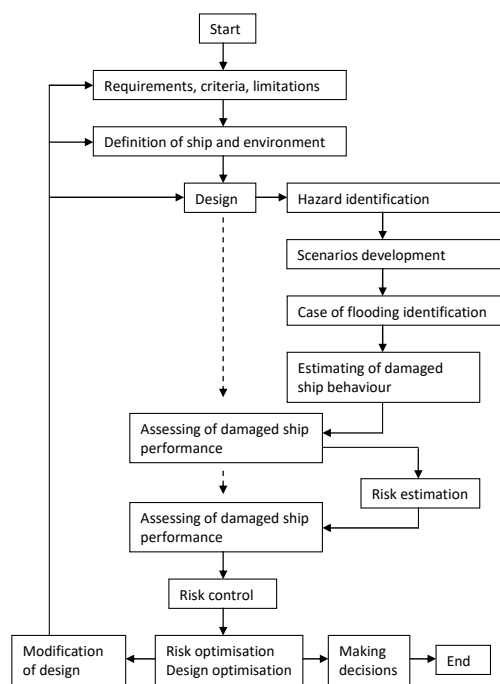 Start
Requirements, criteria, limitations
Definition of ship and environment
Design
Hazard identification
Scenarios development
Case of flooding identification
Estimating of damaged
ship behaviour
Assessing of damaged ship
performance
Risk estimation
Assessing of damaged ship
performance
Risk control
Modification
of design
Risk optimisation
Design optimisation
Making
decisions
End